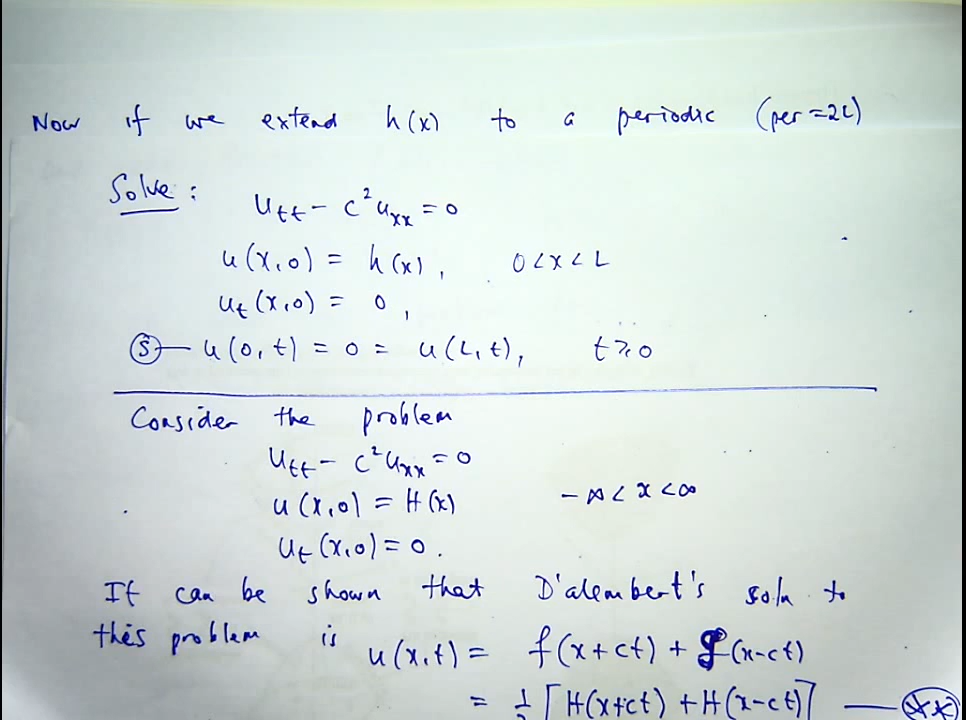 Now if we extend h(x) to a periodic (per=2L)
Solve:
u_tt - c²u_xx = 0
u(x,0) = h(x), 0<x<L
u_t(x,0) = 0,
Ⓢ— u(0,t) = 0 = u(L,t), t≥0
Consider the problem
u_tt - c²u_xx = 0
u(x,0) = H(x) -∞<x<∞
u_t(x,0) = 0.
It can be shown that D'alembert's soln to
this problem is u(x,t) = f(x+ct) + g(x-ct)
= ½[H(x+ct) + H(x-ct)] — (**)